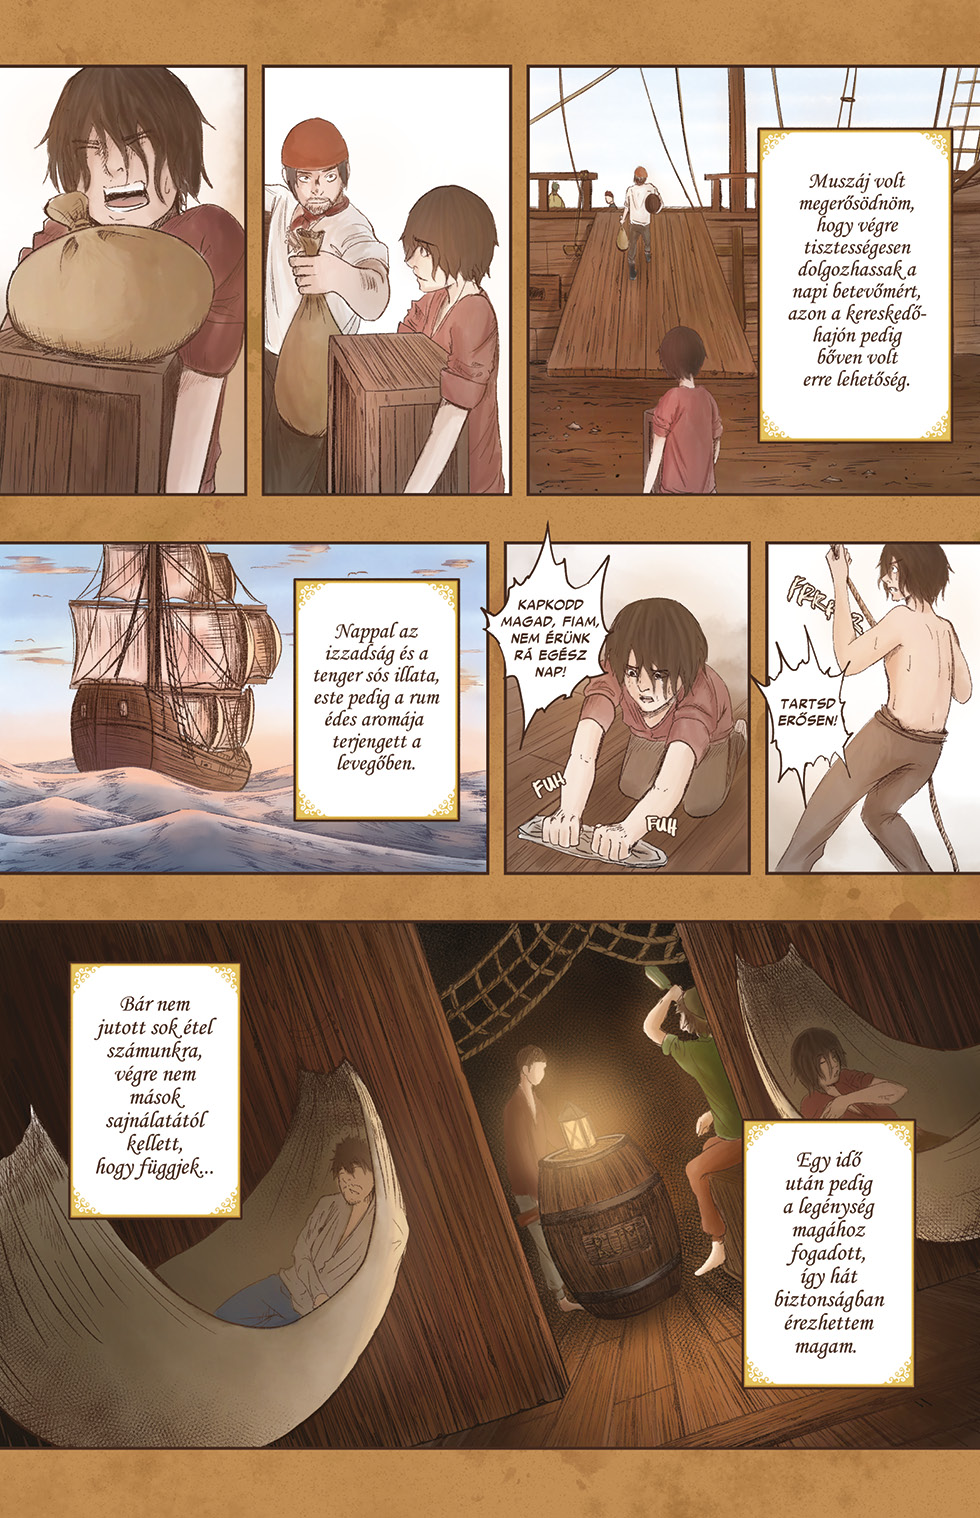 Muszáj volt
megerősödnöm,
hogy végre
tisztességesen
dolgozhassak a
napi betevőmért,
azon a kereskedő-
hajón pedig
bőven volt
erre lehetőség.
Nappal az
izzadság és a
tenger sós illata,
este pedig a rum
édes aromája
terjengett a
levegőben.
KAPKODD
MAGAD, FIAM,
NEM ÉRÜNK
RÁ EGÉSZ
NAP!
FUH
FUH
TARTSD
ERŐSEN!
Bár nem
jutott sok étel
számunkra,
végre nem
mások
sajnálatától
kellett,
hogy függjek...
Egy idő
után pedig
a legénység
magához
fogadott,
így hát
biztonságban
érezhettem
magam.